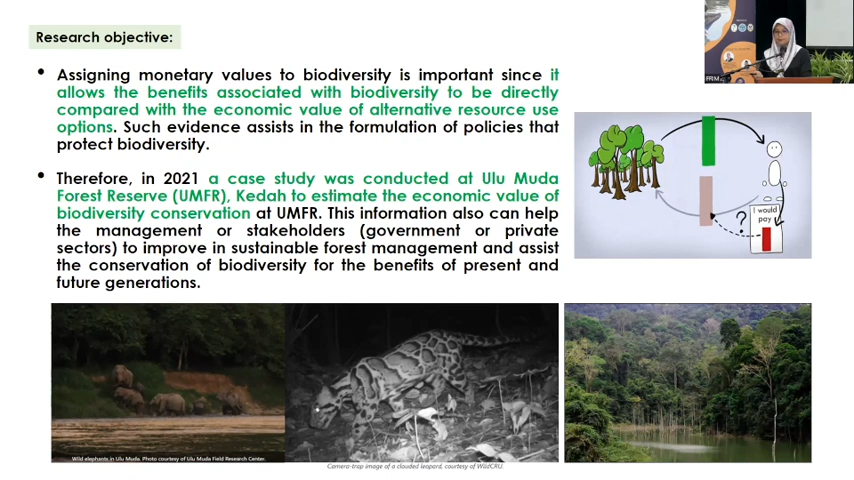 Research objective:
• Assigning monetary values to biodiversity is important since it
allows the benefits associated with biodiversity to be directly
compared with the economic value of alternative resource use
options. Such evidence assists in the formulation of policies that
protect biodiversity.
• Therefore, in 2021 a case study was conducted at Ulu Muda
Forest Reserve (UMFR), Kedah to estimate the economic value of
biodiversity conservation at UMFR. This information also can help
the management or stakeholders (government or private
sectors) to improve in sustainable forest management and assist
the conservation of biodiversity for the benefits of present and
future generations.
I would
pay
?
Wild elephants in Ulu Muda. Photo courtesy of Ulu Muda Field Research Center.
Camera-trap image of a clouded leopard, courtesy of WildCRU.